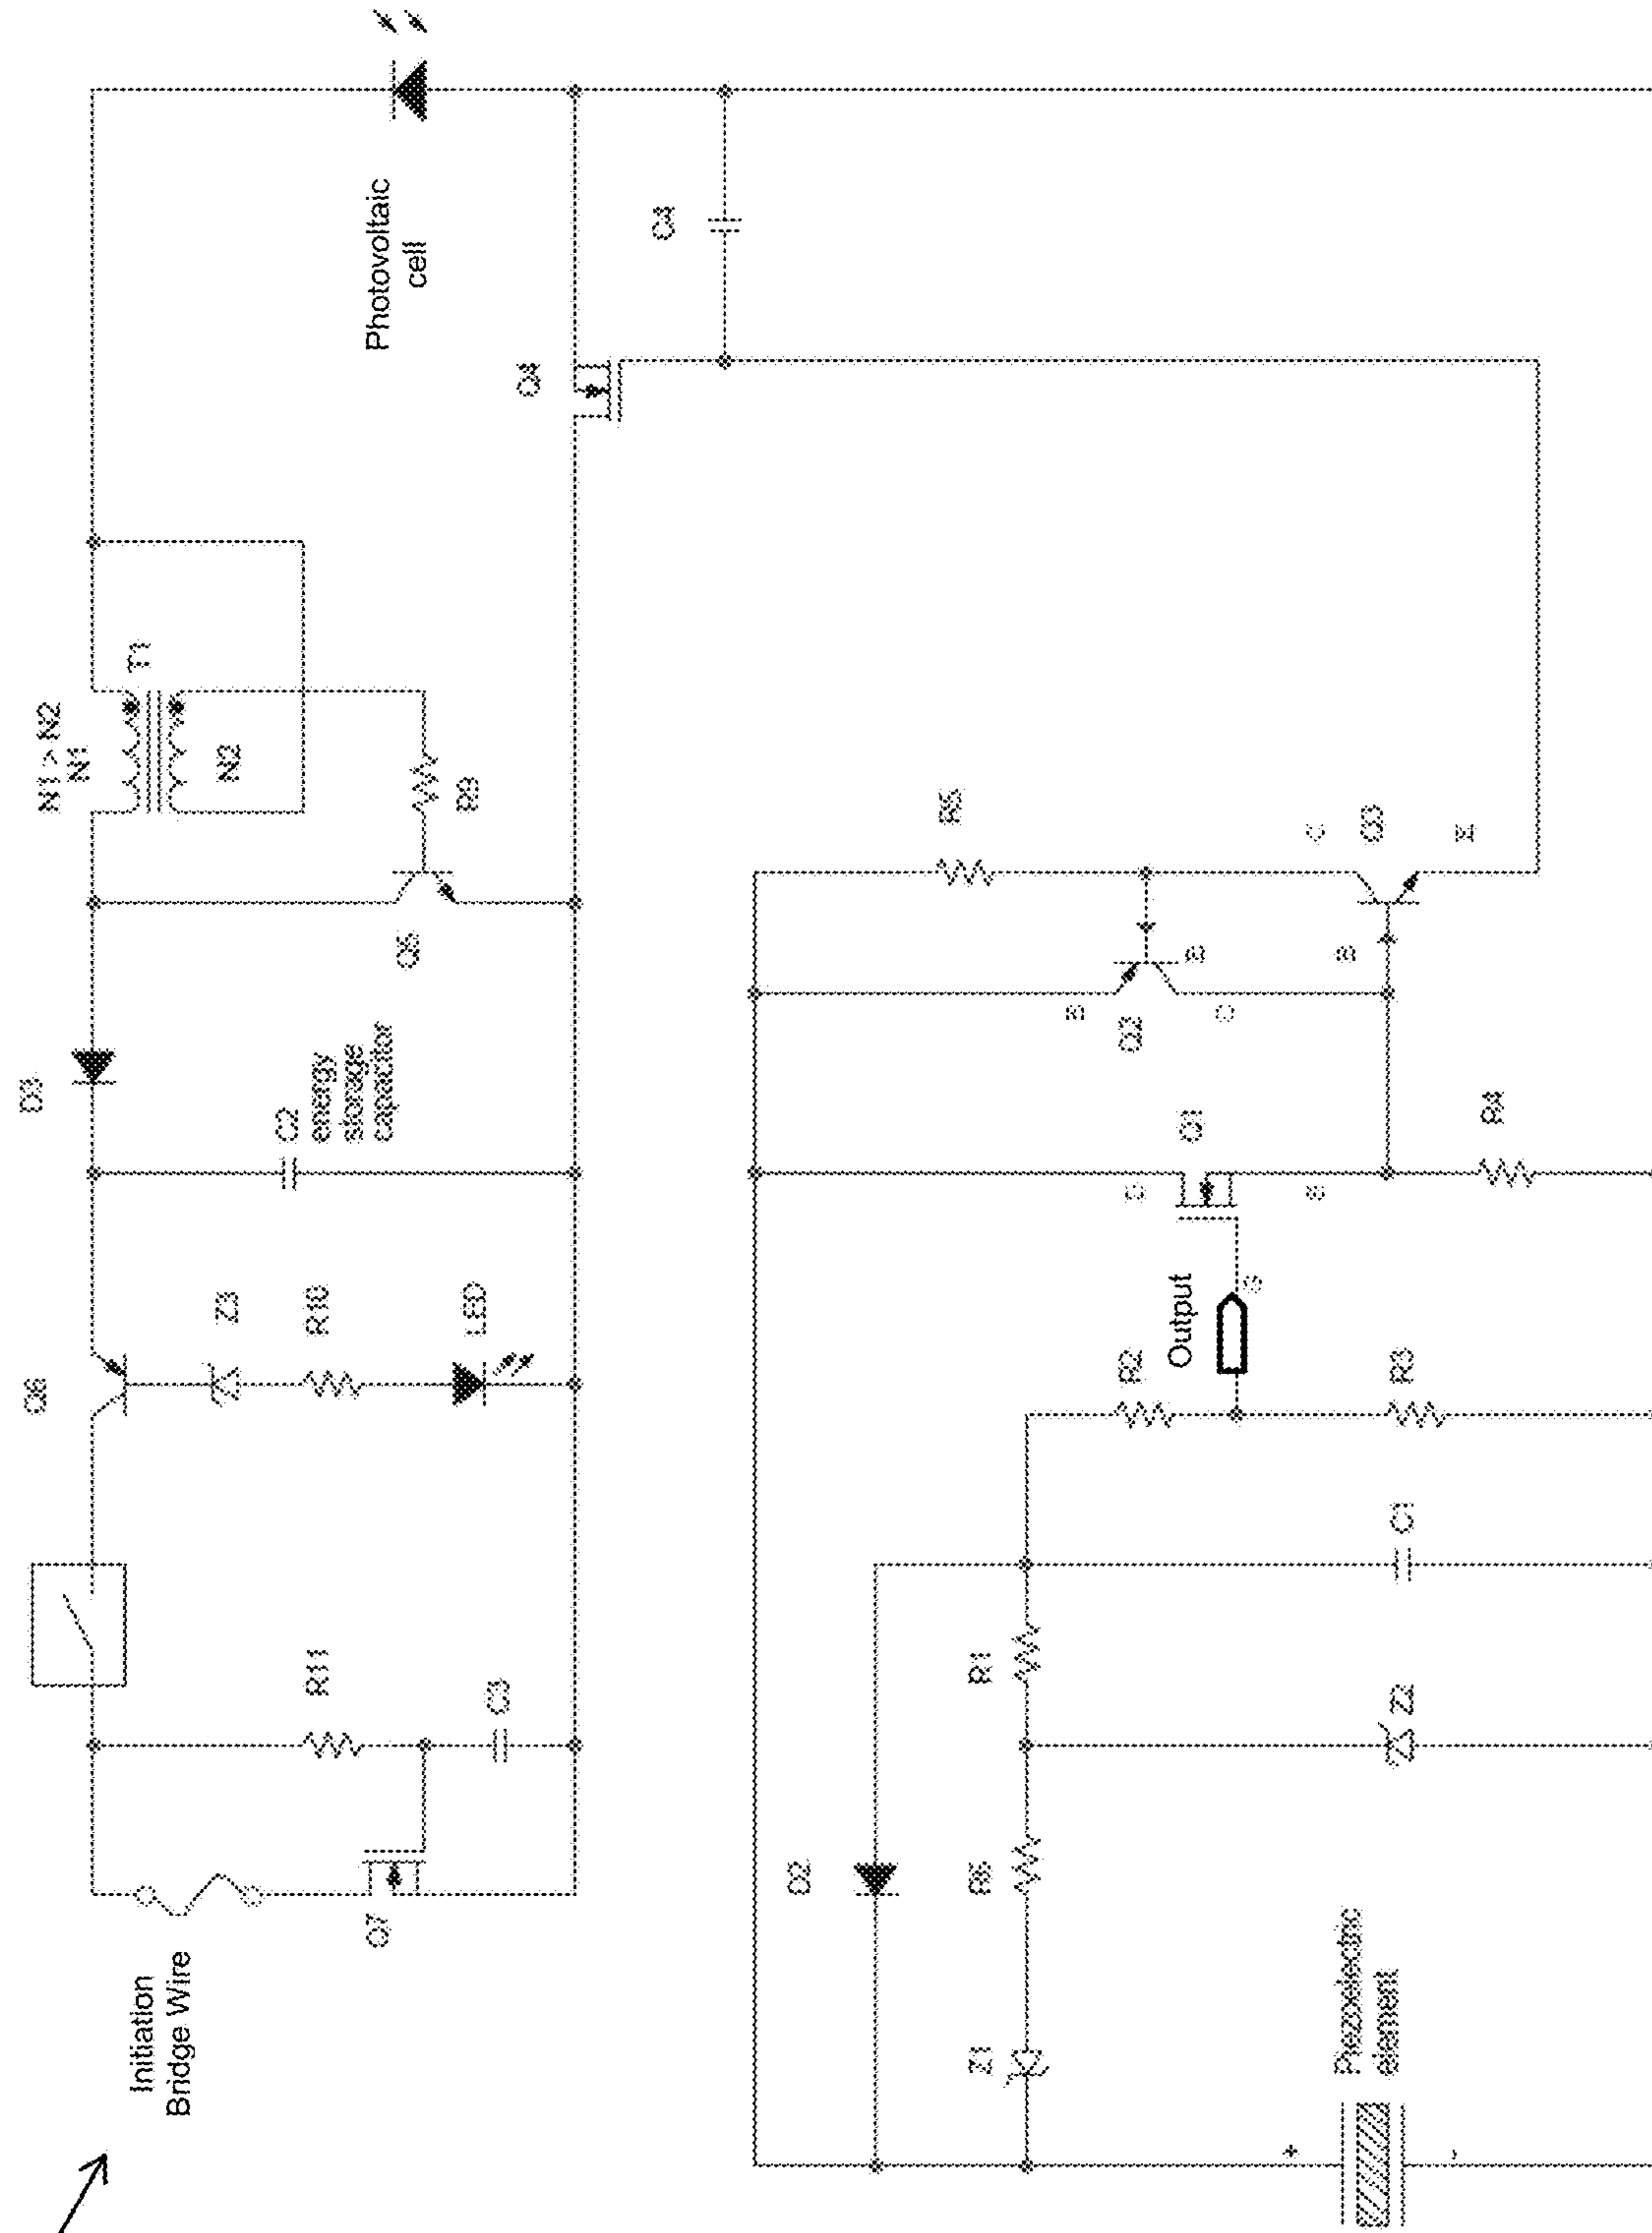 Initiation
Bridge Wire
Q7
R11
C3
Q6
Z3
R10
LED
D3
C2
energy
storage
capacitor
N1 > N2
N1
T1
N2
Q5
R9
Photovoltaic
cell
Q4
C4
Piezoelectric
element
+
-
Z1
D2
R6
R1
Z2
C1
R2
Output
G
R3
D
Q1
S
R4
E
Q2
C
B
R5
B
C
Q3
E